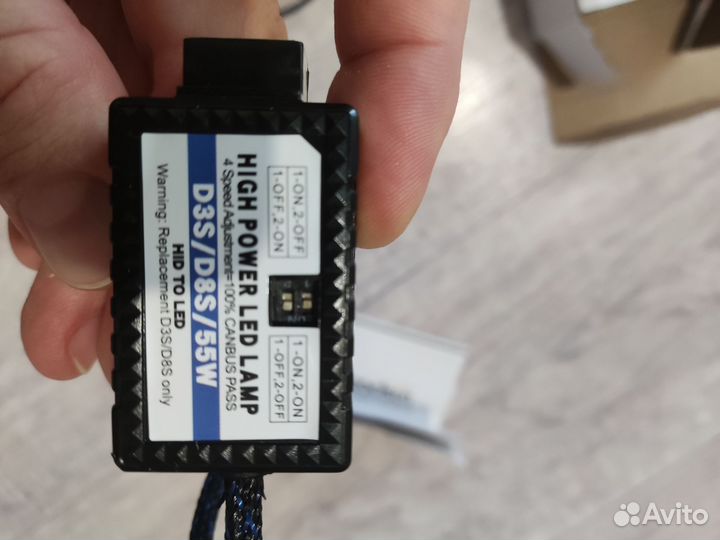 1-ON,2-OFF
1-OFF,2-ON
1-ON,2-ON
1-OFF,2-OFF
HIGH POWER LED LAMP
4 Speed Adjustment=100% CANBUS PASS
D3S/D8S/55W
HID TO LED
Warning: Replacement D3S/D8S only
Avito